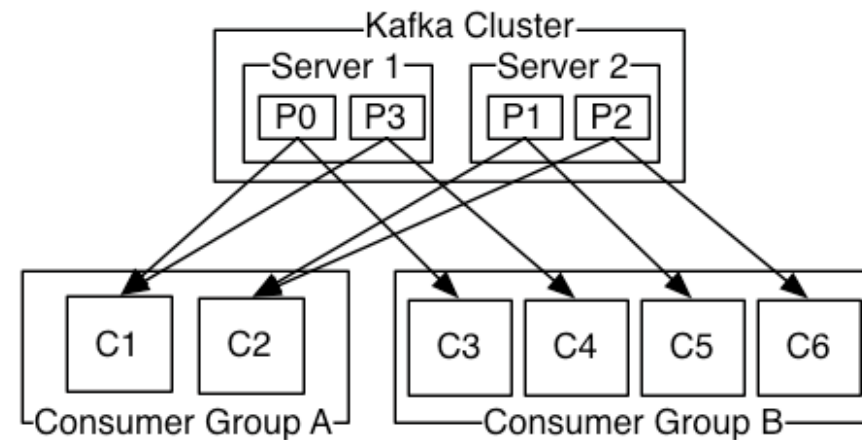 Kafka Cluster
Server 1 Server 2
P0 P3 P1 P2
C1 C2 C3 C4 C5 C6
Consumer Group A Consumer Group B